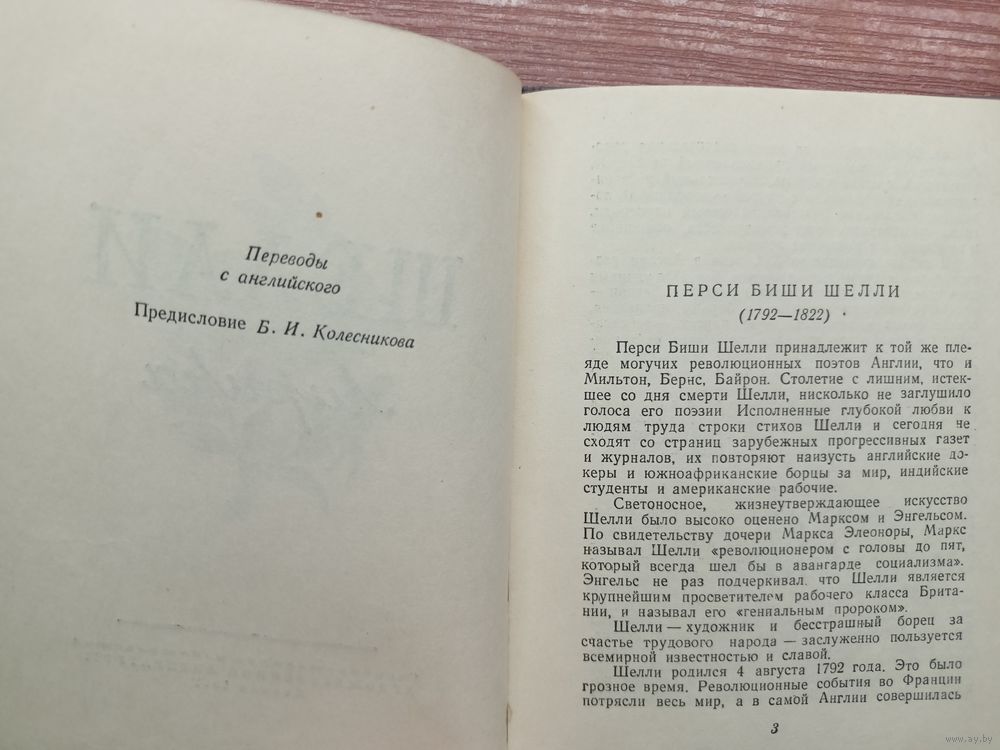 Переводы
с английского
Предисловие Б. И. Колесникова
ПЕРСИ БИШИ ШЕЛЛИ
(1792—1822)
Перси Биши Шелли принадлежит к той же пле-
яде могучих революционных поэтов Англии, что и
Мильтон, Бернс, Байрон. Столетие с лишним, истек-
шее со дня смерти Шелли, нисколько не заглушило
голоса его поэзии Исполненные глубокой любви к
людям труда строки стихов Шелли и сегодня не
сходят со страниц зарубежных прогрессивных газет
и журналов, их повторяют наизусть английские до-
керы и южноафриканские борцы за мир, индийские
студенты и американские рабочие.
Светоносное, жизнеутверждающее искусство
Шелли было высоко оценено Марксом и Энгельсом.
По свидетельству дочери Маркса Элеоноры, Маркс
называл Шелли «революционером с головы до пят,
который всегда шел бы в авангарде социализма».
Энгельс не раз подчеркивал, что Шелли является
крупнейшим просветителем рабочего класса Брита-
нии, и называл его «гениальным пророком».
Шелли — художник и бесстрашный борец за
счастье трудового народа — заслуженно пользуется
всемирной известностью и славой.
Шелли родился 4 августа 1792 года. Это было
грозное время. Революционные события во Франции
потрясли весь мир, а в самой Англии совершилась
3
www.ay.by